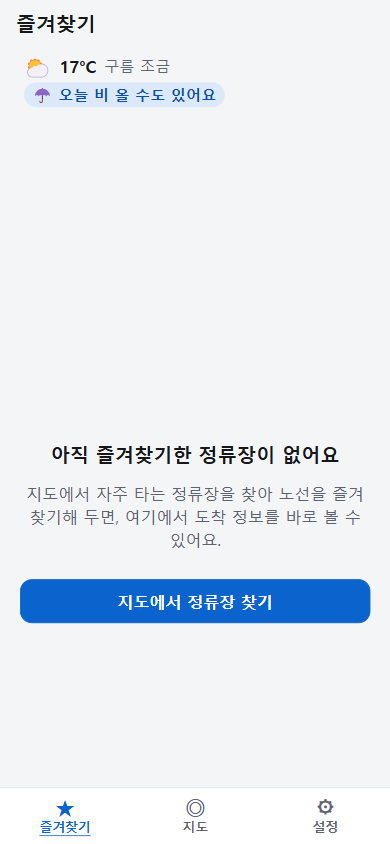 즐겨찾기
17°C 구름 조금
오늘 비 올 수도 있어요
아직 즐겨찾기한 정류장이 없어요
지도에서 자주 타는 정류장을 찾아 노선을 즐겨
찾기해 두면, 여기에서 도착 정보를 바로 볼 수
있어요.
지도에서 정류장 찾기
즐겨찾기 지도 설정